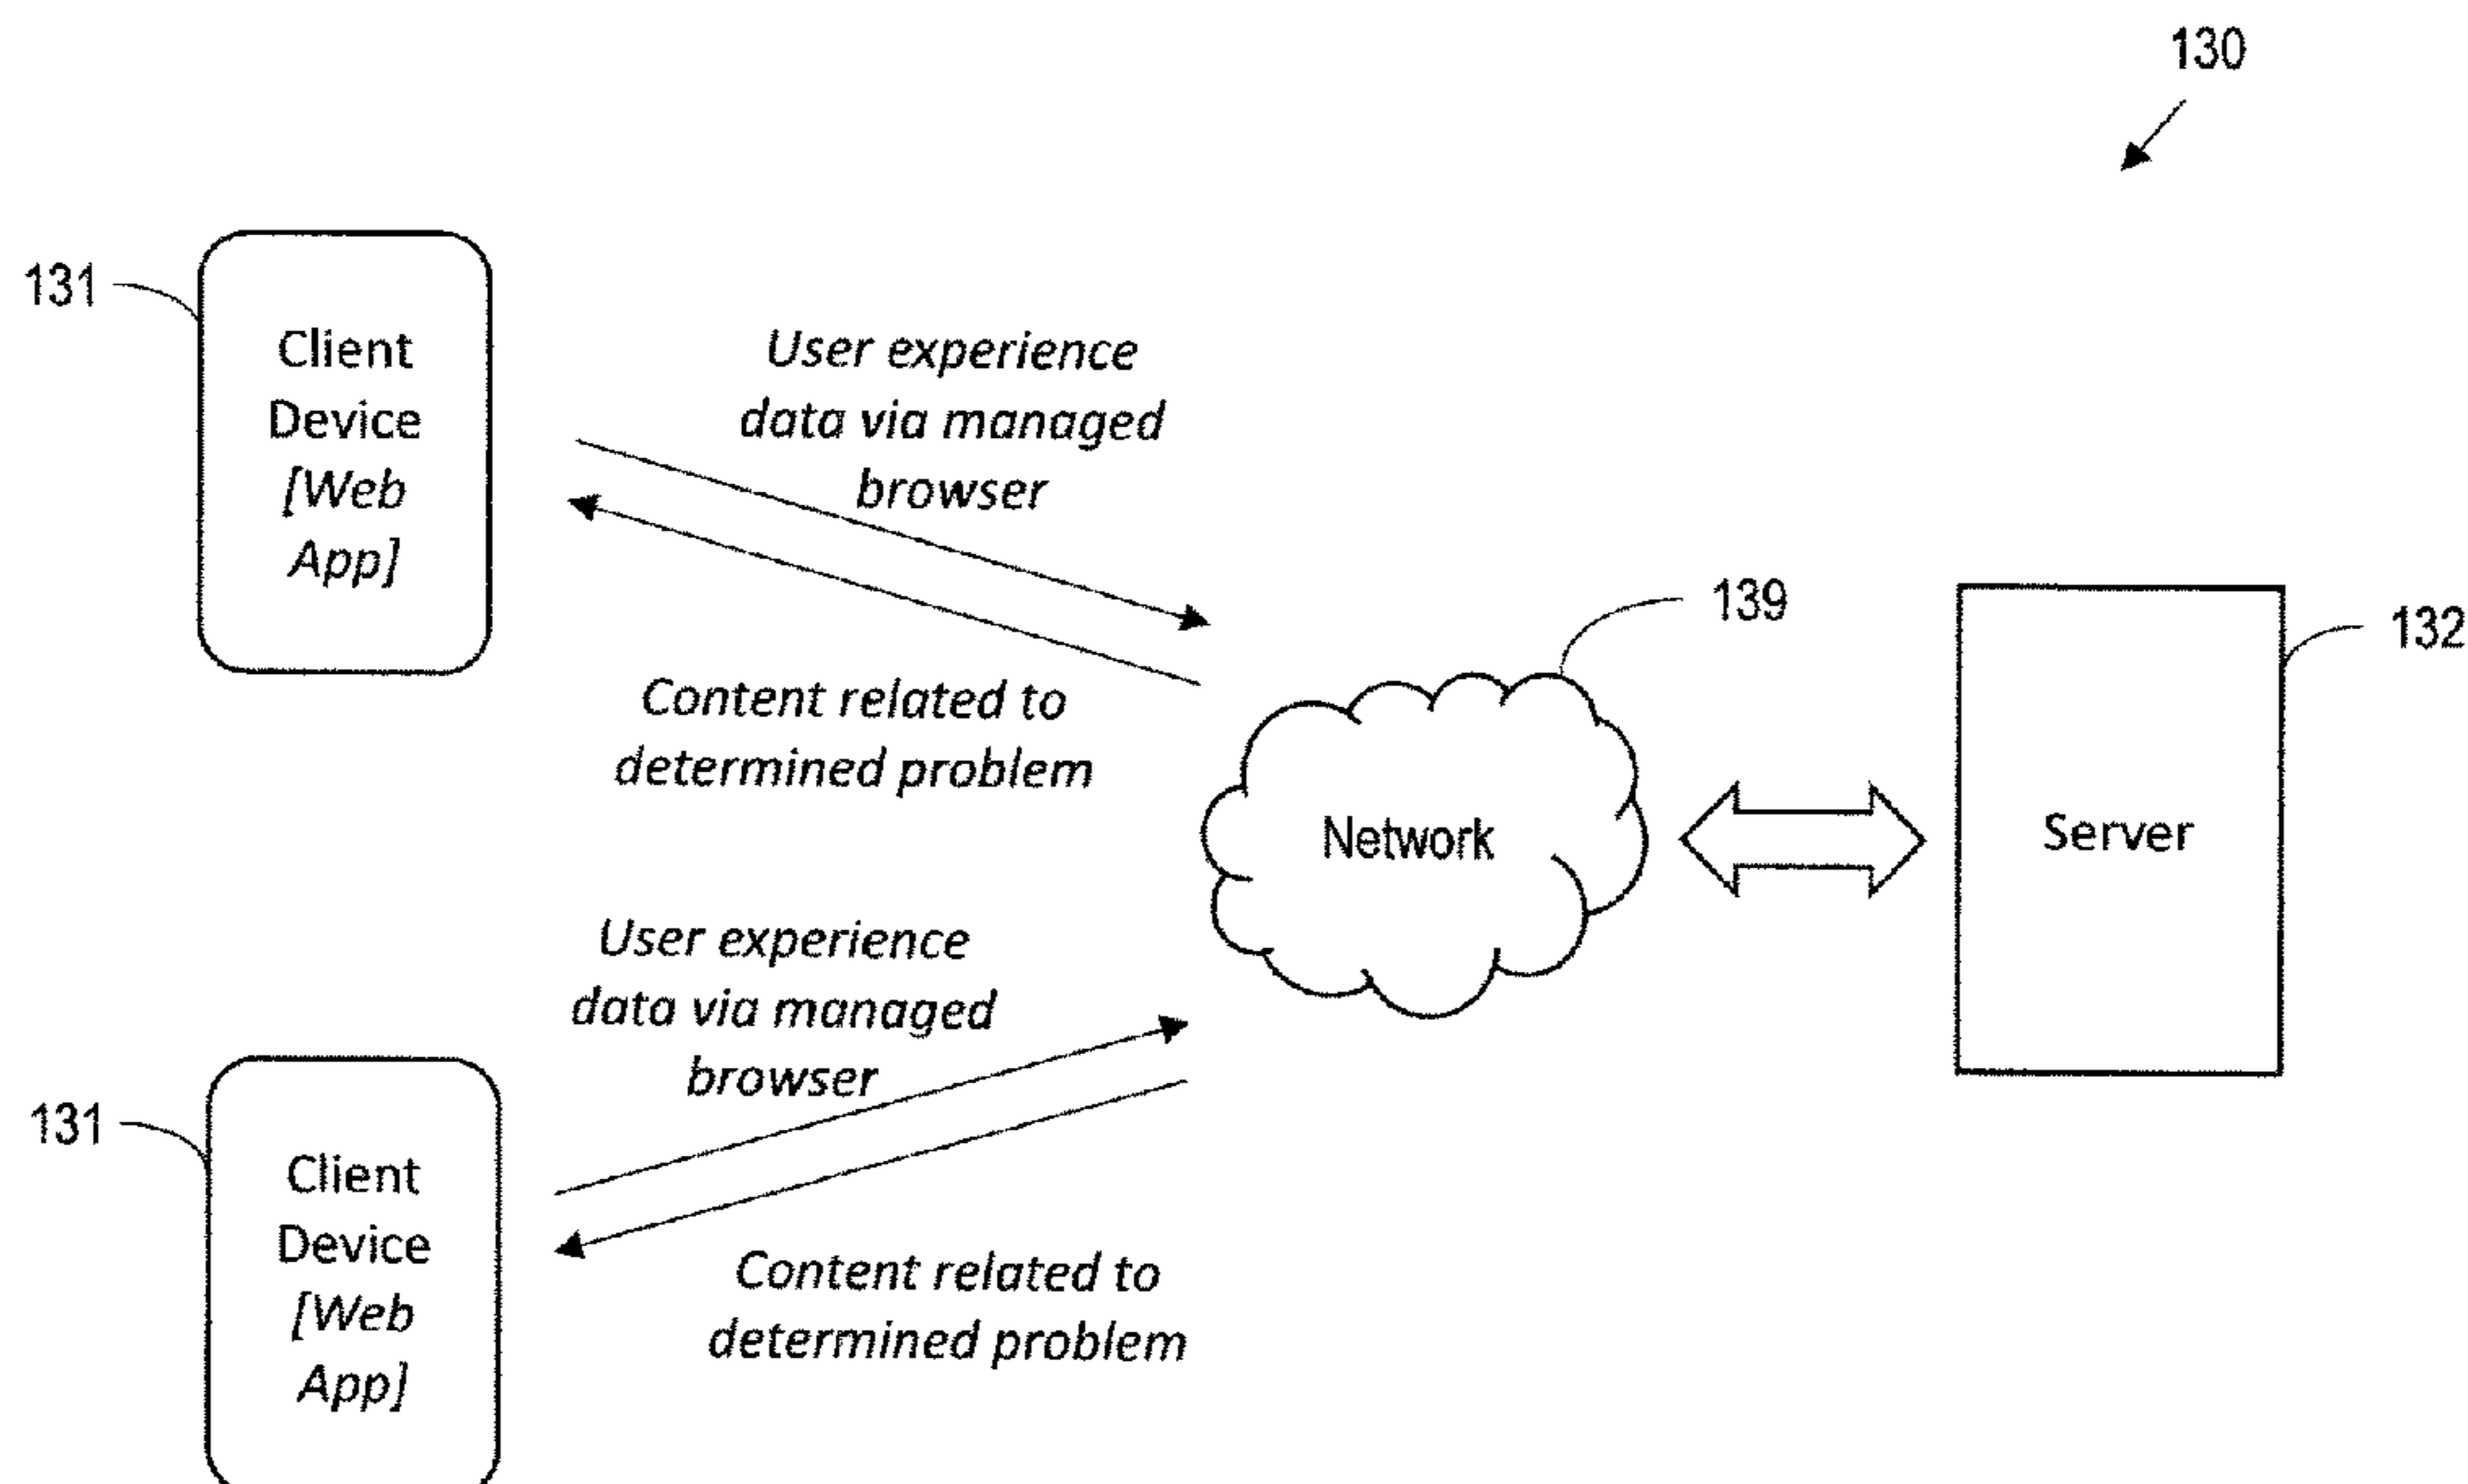 130
131
Client
Device
[Web
App]
User experience
data via managed
browser
Content related to
determined problem
139
Network
132
Server
User experience
data via managed
browser
131
Client
Device
[Web
App]
Content related to
determined problem